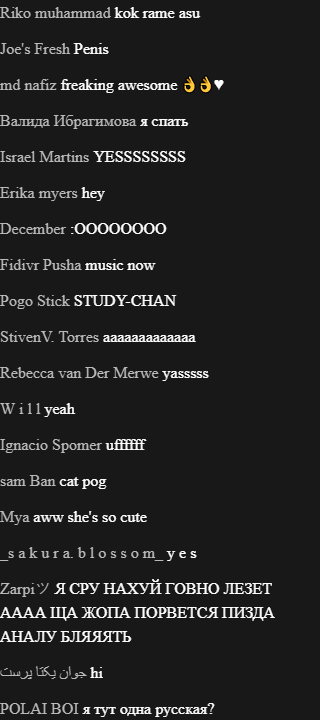 Riko muhammad kok rame asu
Joe's Fresh Penis
md nafiz freaking awesome 👌👌♥
Валида Ибрагимова я спать
Israel Martins YESSSSSSSS
Erika myers hey
December :OOOOOOOO
Fidivr Pusha music now
Pogo Stick STUDY-CHAN
StivenV. Torres aaaaaaaaaaaaa
Rebecca van Der Merwe yasssss
W i l l yeah
Ignacio Spomer uffffff
sam Ban cat pog
Mya aww she's so cute
_s a k u r a. b l o s s o m_ y e s
Zarpiツ Я СРУ НАХУЙ ГОВНО ЛЕЗЕТ
АААА ЩА ЖОПА ПОРВЕТСЯ ПИЗДА
АНАЛУ БЛЯЯЯТЬ
جوان یکتا پرست hi
POLAI BOI я тут одна русская?